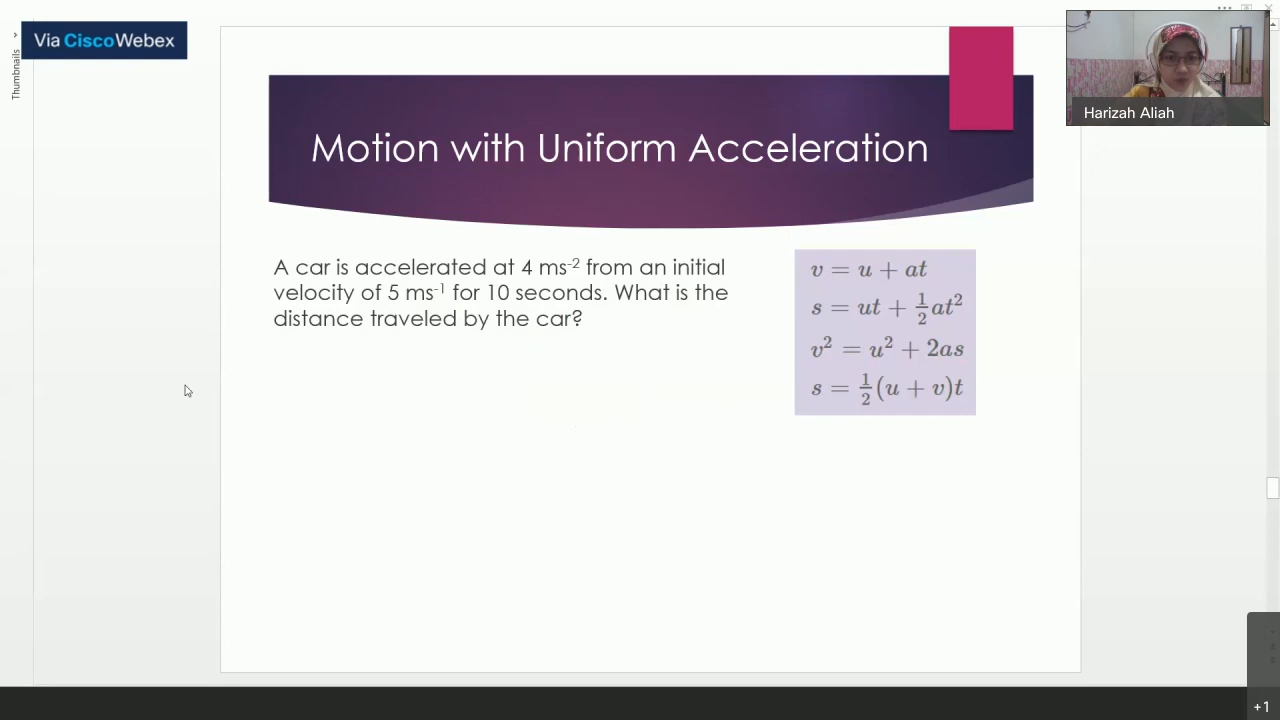 Via CiscoWebex
Thumbnails
Harizah Aliah
Motion with Uniform Acceleration
A car is accelerated at 4 ms⁻² from an initial
velocity of 5 ms⁻¹ for 10 seconds. What is the
distance traveled by the car?
v = u + at
s = ut + ½at²
v² = u² + 2as
s = ½(u + v)t
+1